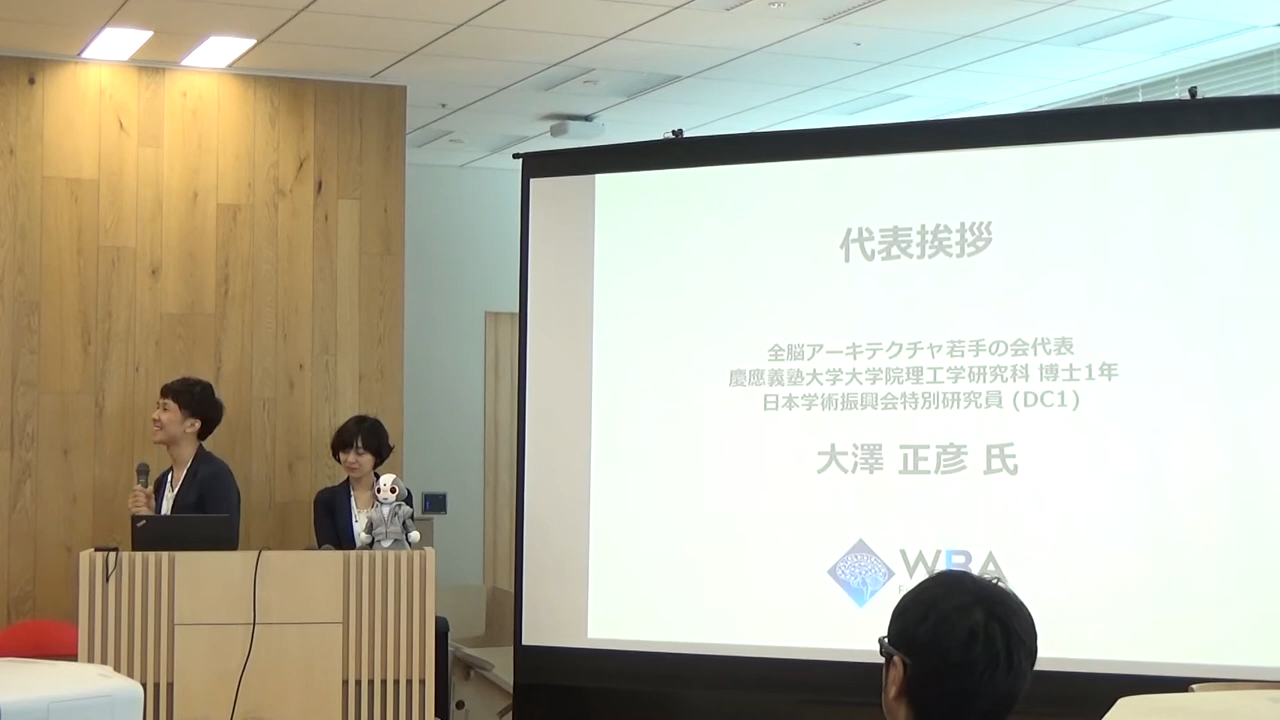 代表挨拶
全脳アーキテクチャ若手の会代表
慶應義塾大学大学院理工学研究科 博士1年
日本学術振興会特別研究員 (DC1)
大澤 正彦 氏
WBA